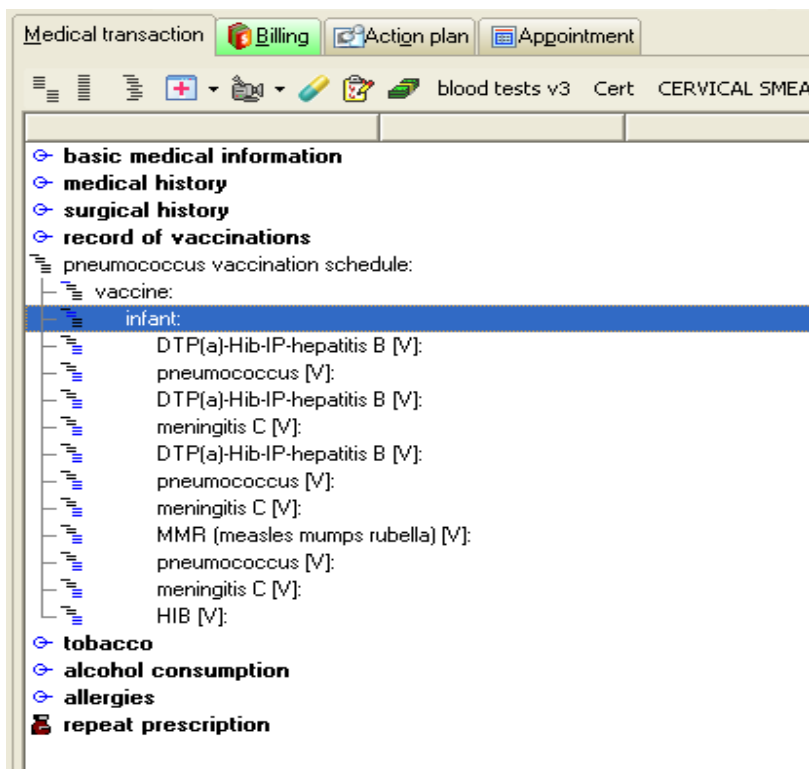 Medical transaction Billing Action plan Appointment
blood tests v3 Cert CERVICAL SMEA
basic medical information
medical history
surgical history
record of vaccinations
pneumococcus vaccination schedule:
vaccine:
infant:
DTP(a)-Hib-IP-hepatitis B [V]:
pneumococcus [V]:
DTP(a)-Hib-IP-hepatitis B [V]:
meningitis C [V]:
DTP(a)-Hib-IP-hepatitis B [V]:
pneumococcus [V]:
meningitis C [V]:
MMR (measles mumps rubella) [V]:
pneumococcus [V]:
meningitis C [V]:
HIB [V]:
tobacco
alcohol consumption
allergies
repeat prescription